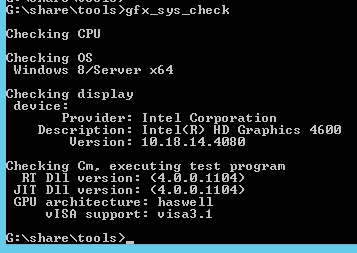 G:\share\tools>gfx_sys_check
Checking CPU
Checking OS
Windows 8/Server x64
Checking display
device:
Provider: Intel Corporation
Description: Intel(R) HD Graphics 4600
Version: 10.18.14.4080
Checking Cm, executing test program
RT Dll version: (4.0.0.1104)
JIT Dll version: (4.0.0.1104)
GPU architecture: haswell
vISA support: visa3.1
G:\share\tools>_